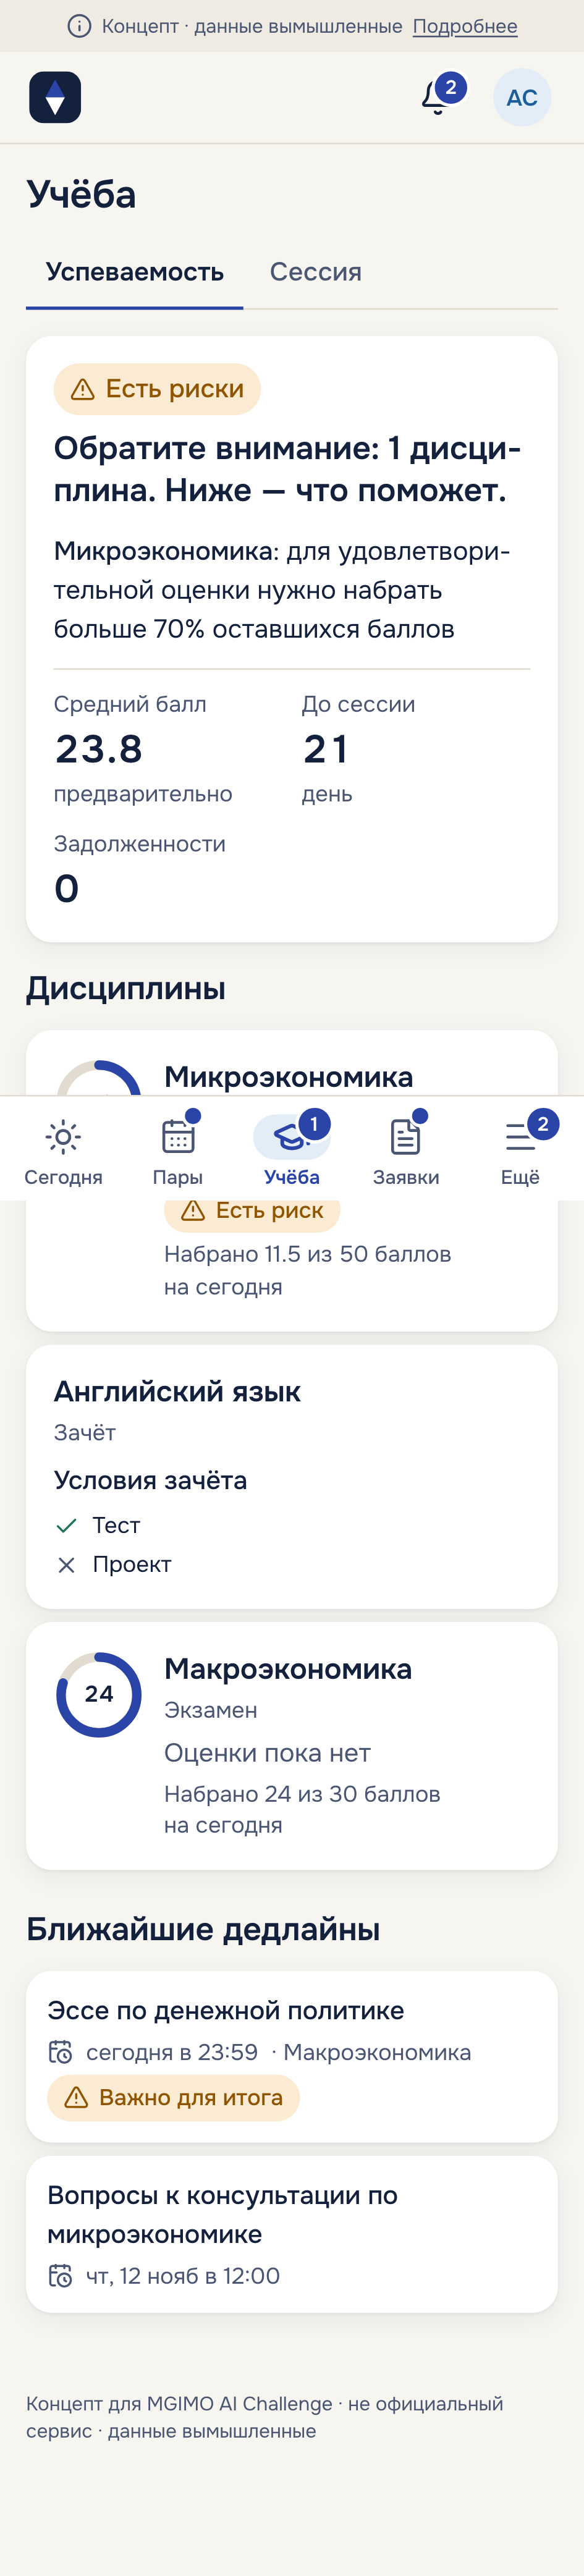 Концепт · данные вымышленные Подробнее
2
АС
Учёба
Успеваемость Сессия
Есть риски
Обратите внимание: 1 дисци-
плина. Ниже — что поможет.
Микроэкономика: для удовлетвори-
тельной оценки нужно набрать
больше 70% оставшихся баллов
Средний балл До сессии
23.8 21
предварительно день
Задолженности
0
Дисциплины
Микроэкономика
1 2
Сегодня Пары Учёба Заявки Ещё
Есть риск
Набрано 11.5 из 50 баллов
на сегодня
Английский язык
Зачёт
Условия зачёта
Тест
Проект
24
Макроэкономика
Экзамен
Оценки пока нет
Набрано 24 из 30 баллов
на сегодня
Ближайшие дедлайны
Эссе по денежной политике
сегодня в 23:59 · Макроэкономика
Важно для итога
Вопросы к консультации по
микроэкономике
чт, 12 нояб в 12:00
Концепт для MGIMO AI Challenge · не официальный
сервис · данные вымышленные